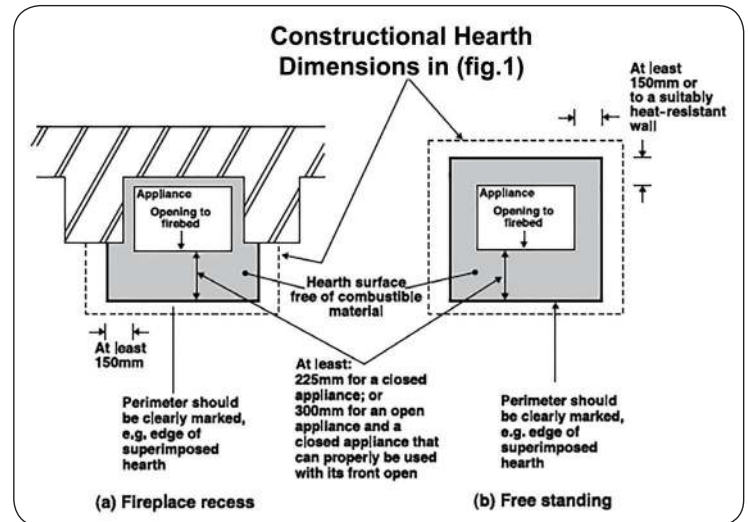 Constructional Hearth
Dimensions in (fig.1)
At least
150mm or
to a suitably
heat-resistant
wall
Appliance
Opening to
firebed
Appliance
Opening to
firebed
Hearth surface
free of combustible
material
At least
150mm
Perimeter should
be clearly marked,
e.g. edge of
superimposed
hearth
At least:
225mm for a closed
appliance; or
300mm for an open
appliance and a
closed appliance that
can properly be used
with its front open
Perimeter should
be clearly marked,
e.g. edge of
superimposed
hearth
(a) Fireplace recess
(b) Free standing